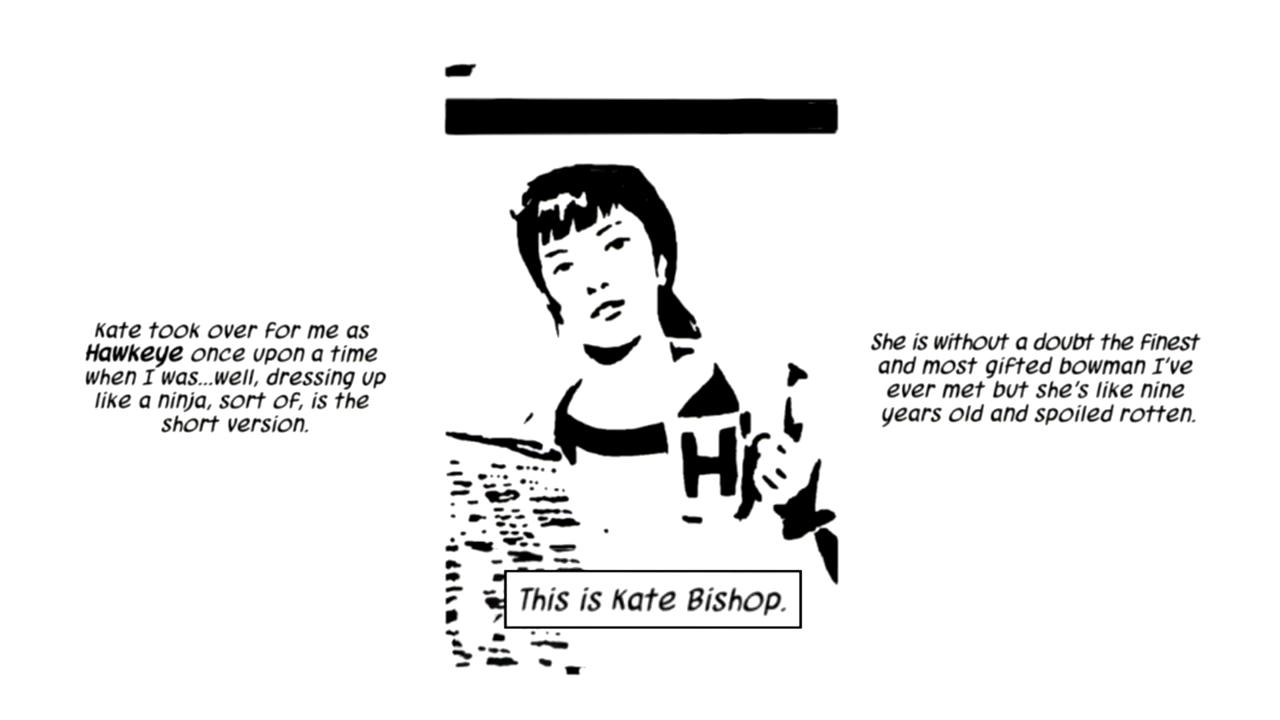 Kate took over for me as
Hawkeye once upon a time
when I was...well, dressing up
like a ninja, sort of, is the
short version.
H
This is Kate Bishop.
She is without a doubt the finest
and most gifted bowman I've
ever met but she's like nine
years old and spoiled rotten.